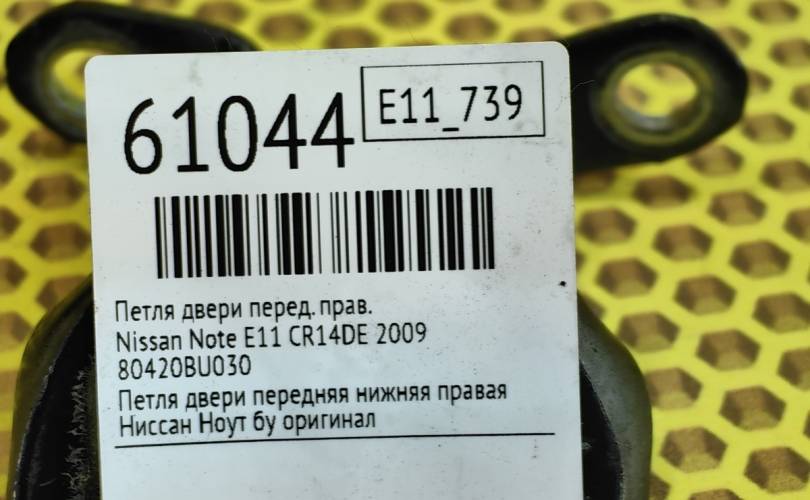 61044
E11_739
Петля двери перед. прав.
Nissan Note E11 CR14DE 2009
80420BU030
Петля двери передняя нижняя правая
Ниссан Ноут бу оригинал